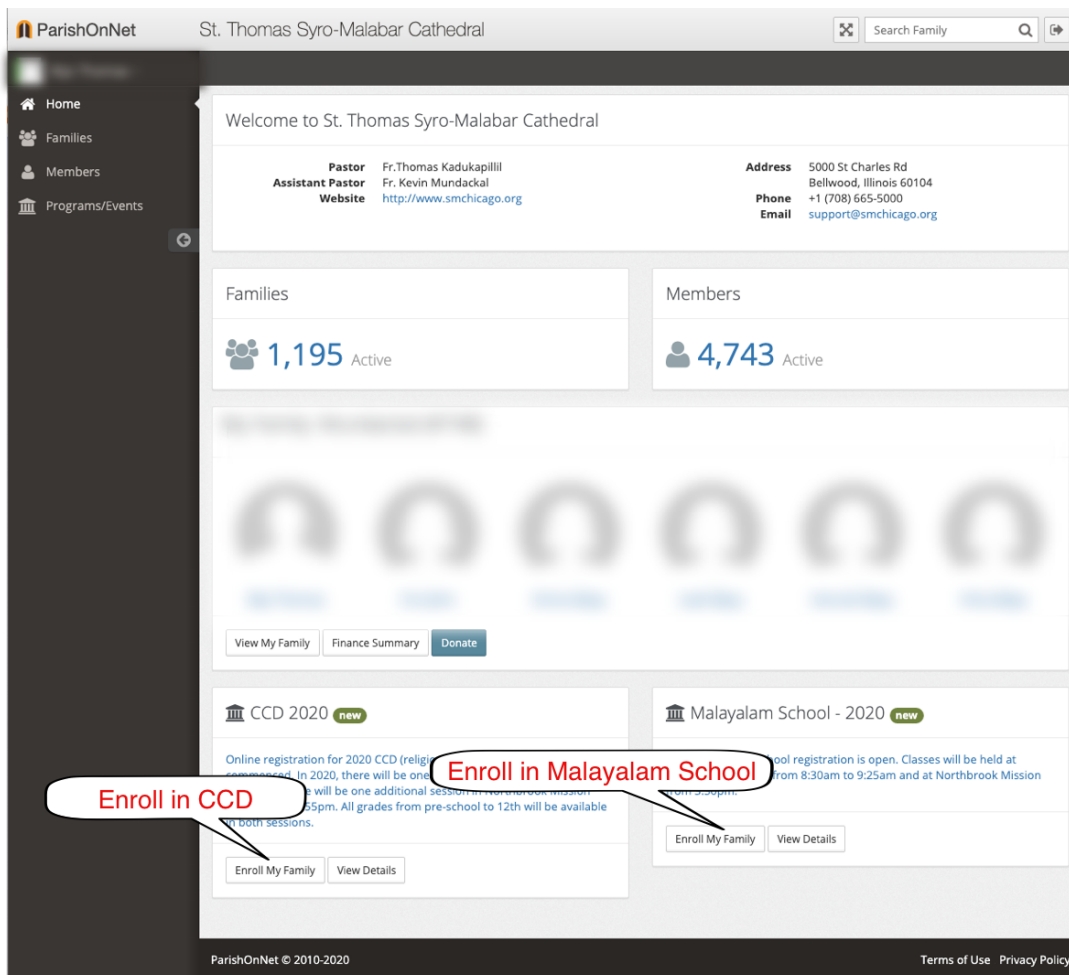 ParishOnNet
St. Thomas Syro-Malabar Cathedral
Search Family
Home
Families
Members
Programs/Events
Welcome to St. Thomas Syro-Malabar Cathedral
Pastor Fr.Thomas Kadukapillil
Assistant Pastor Fr. Kevin Mundackal
Website http://www.smchicago.org
Address 5000 St Charles Rd
Bellwood, Illinois 60104
Phone +1 (708) 665-5000
Email support@smchicago.org
Families
1,195 Active
Members
4,743 Active
View My Family
Finance Summary
Donate
CCD 2020 new
Online registration for 2020 CCD (religi
commenced. In 2020, there will be one
e will be one additional session in Northbrook Mission
55pm. All grades from pre-school to 12th will be available
in both sessions.
Enroll in CCD
Enroll My Family
View Details
Malayalam School - 2020 new
ool registration is open. Classes will be held at
from 8:30am to 9:25am and at Northbrook Mission
from 5:30pm.
Enroll in Malayalam School
Enroll My Family
View Details
ParishOnNet © 2010-2020
Terms of Use Privacy Policy